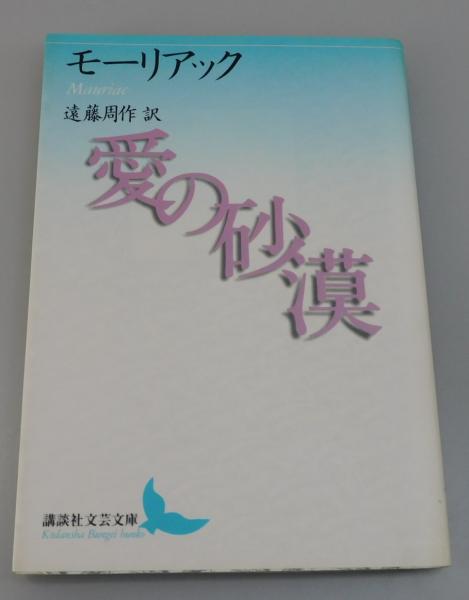 モーリアック
Mauriac
遠藤周作 訳
愛の砂漠
講談社文芸文庫
Kōdansha Bungei bunko